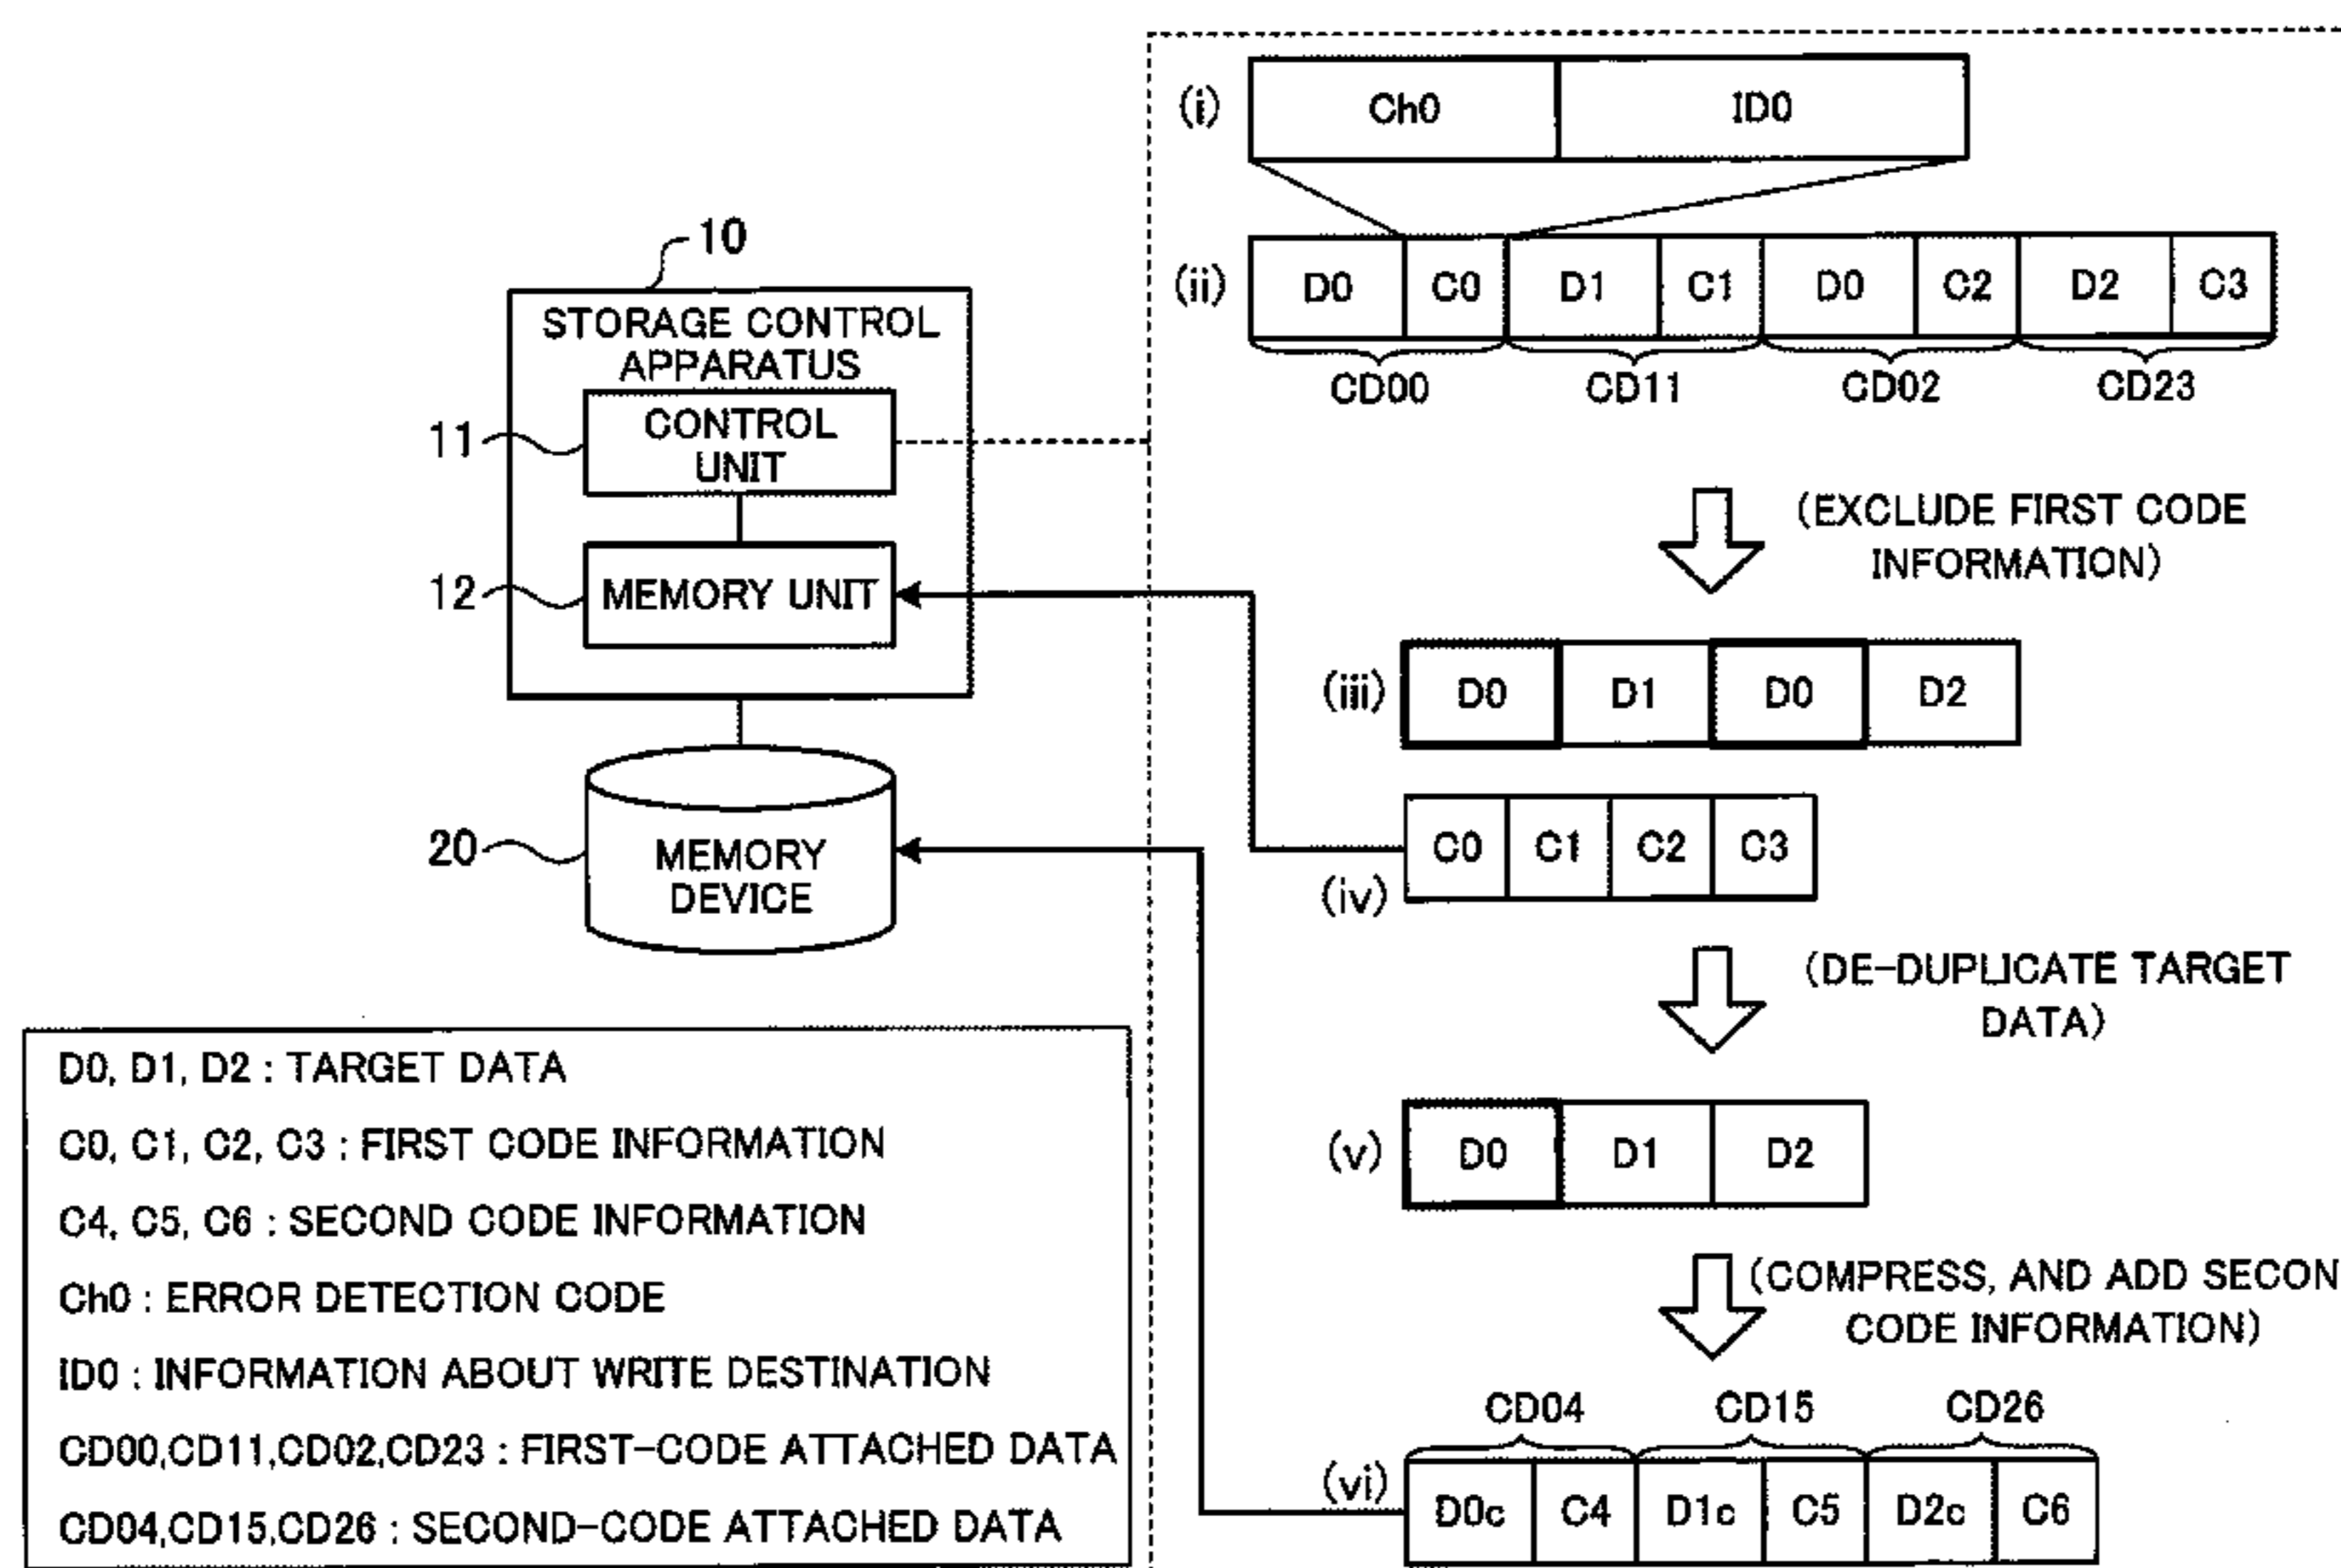 (i) Ch0 ID0
10
(ii) D0 C0 D1 C1 D0 C2 D2 C3
CD00 CD11 CD02 CD23
STORAGE CONTROL
APPARATUS
11
CONTROL
UNIT
12
MEMORY UNIT
(EXCLUDE FIRST CODE
INFORMATION)
(iii) D0 D1 D0 D2
20
MEMORY
DEVICE
C0 C1 C2 C3
(iv)
(DE-DUPLICATE TARGET
DATA)
(v) D0 D1 D2
(COMPRESS, AND ADD SECON
CODE INFORMATION)
CD04 CD15 CD26
(vi) D0c C4 D1c C5 D2c C6
D0, D1, D2 : TARGET DATA
C0, C1, C2, C3 : FIRST CODE INFORMATION
C4, C5, C6 : SECOND CODE INFORMATION
Ch0 : ERROR DETECTION CODE
ID0 : INFORMATION ABOUT WRITE DESTINATION
CD00,CD11,CD02,CD23 : FIRST-CODE ATTACHED DATA
CD04,CD15,CD26 : SECOND-CODE ATTACHED DATA